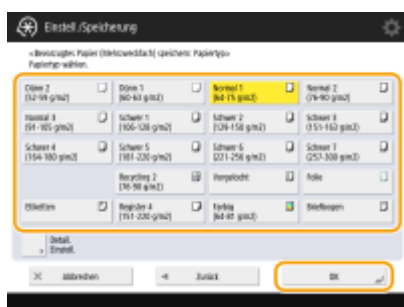 Einstell./Speicherung
<Bevorzugtes Papier (Mehrzweckfach) speichern: Papiertyp>
Papiertyp wählen.
Dünn 2 Dünn 1 Normal 1 Normal 2
(52-59 g/m2) (60-63 g/m2) (64-75 g/m2) (76-90 g/m2)
Normal 3 Schwer 1 Schwer 2 Schwer 3
(91-105 g/m2) (106-128 g/m2) (129-150 g/m2) (151-163 g/m2)
Schwer 4 Schwer 5 Schwer 6 Schwer 7
(164-180 g/m2) (181-220 g/m2) (221-256 g/m2) (257-300 g/m2)
Recycling 2 Vorgelocht Folie
(76-90 g/m2)
Etiketten Register 4 Farbig Briefbogen
(151-220 g/m2) (64-81 g/m2)
Detail.
Einstell.
Abbrechen Zurück OK